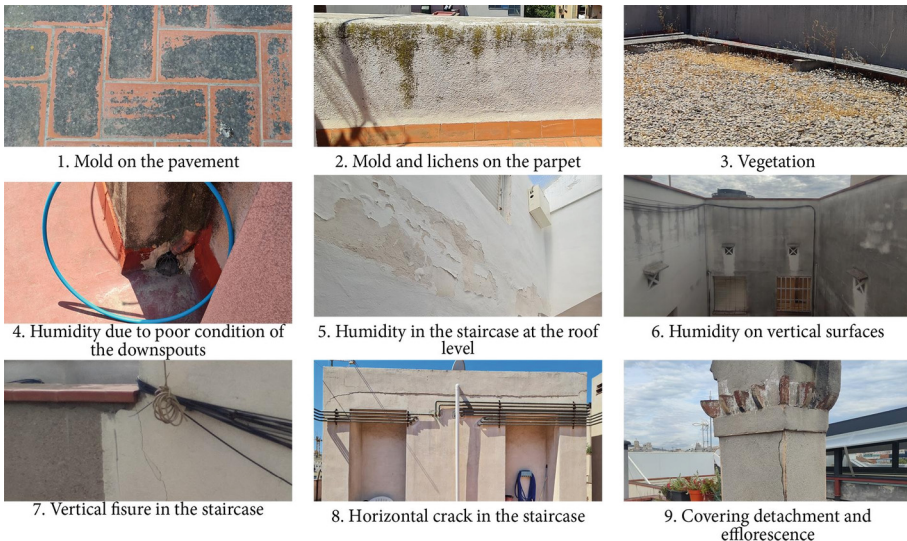 1. Mold on the pavement
2. Mold and lichens on the parpet
3. Vegetation
4. Humidity due to poor condition of
the downspouts
5. Humidity in the staircase at the roof
level
6. Humidity on vertical surfaces
7. Vertical fisure in the staircase
8. Horizontal crack in the staircase
9. Covering detachment and
efflorescence